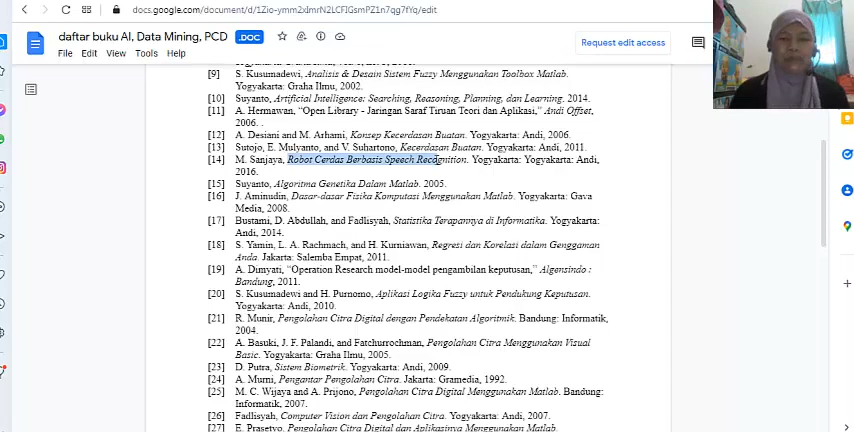 docs.google.com/document/d/1Zio-ymm2xlmrN2LCFIGsmPZ1n7qg7fYq/edit
daftar buku AI, Data Mining, PCD .DOC
Request edit access
File Edit View Tools Help
[9] S. Kusumadewi, Analisis & Desain Sistem Fuzzy Menggunakan Toolbox Matlab.
Yogyakarta: Graha Ilmu, 2002.
[10] Suyanto, Artificial Intelligence: Searching, Reasoning, Planning, dan Learning. 2014.
[11] A. Hermawan, “Open Library - Jaringan Saraf Tiruan Teori dan Aplikasi,” Andi Offset,
2006. .
[12] A. Desiani and M. Arhami, Konsep Kecerdasan Buatan. Yogyakarta: Andi, 2006.
[13] Sutojo, E. Mulyanto, and V. Suhartono, Kecerdasan Buatan. Yogyakarta: Andi, 2011.
[14] M. Sanjaya, Robot Cerdas Berbasis Speech Recognition. Yogyakarta: Yogyakarta: Andi,
2016.
[15] Suyanto, Algoritma Genetika Dalam Matlab. 2005.
[16] J. Aminudin, Dasar-dasar Fisika Komputasi Menggunakan Matlab. Yogyakarta: Gava
Media, 2008.
[17] Bustami, D. Abdullah, and Fadlisyah, Statistika Terapannya di Informatika. Yogyakarta:
Andi, 2014.
[18] S. Yamin, L. A. Rachmach, and H. Kurniawan, Regresi dan Korelasi dalam Genggaman
Anda. Jakarta: Salemba Empat, 2011.
[19] A. Dimyati, “Operation Research model-model pengambilan keputusan,” Algensindo :
Bandung, 2011.
[20] S. Kusumadewi and H. Purnomo, Aplikasi Logika Fuzzy untuk Pendukung Keputusan.
Yogyakarta: Andi, 2010.
[21] R. Munir, Pengolahan Citra Digital dengan Pendekatan Algoritmik. Bandung: Informatik,
2004.
[22] A. Basuki, J. F. Palandi, and Fatchurrochman, Pengolahan Citra Menggunakan Visual
Basic. Yogyakarta: Graha Ilmu, 2005.
[23] D. Putra, Sistem Biometrik. Yogyakarta: Andi, 2009.
[24] A. Murni, Pengantar Pengolahan Citra. Jakarta: Gramedia, 1992.
[25] M. C. Wijaya and A. Prijono, Pengolahan Citra Digital Menggunakan Matlab. Bandung:
Informatik, 2007.
[26] Fadlisyah, Computer Vision dan Pengolahan Citra. Yogyakarta: Andi, 2007.
[27] E. Prasetyo, Pengolahan Citra Digital dan Aplikasinya Menggunakan Matlab.